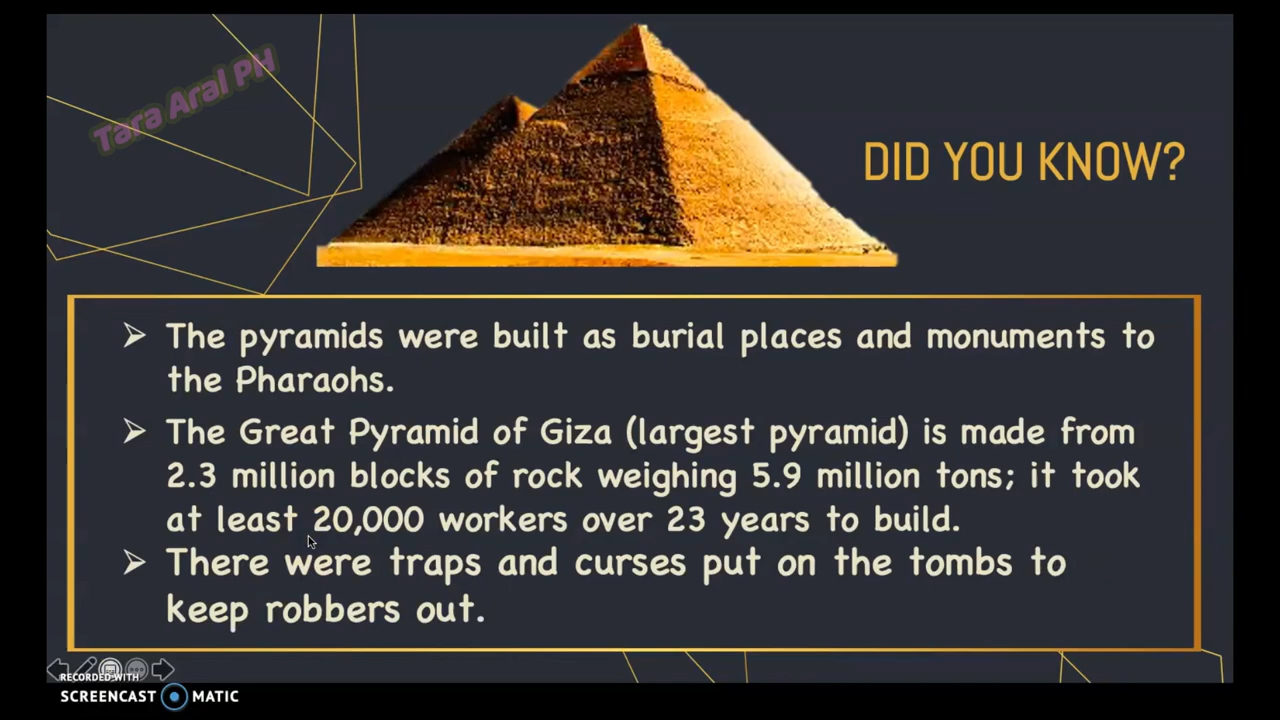 Tara Aral PH
DID YOU KNOW?
➢ The pyramids were built as burial places and monuments to
the Pharaohs.
➢ The Great Pyramid of Giza (largest pyramid) is made from
2.3 million blocks of rock weighing 5.9 million tons; it took
at least 20,000 workers over 23 years to build.
➢ There were traps and curses put on the tombs to
keep robbers out.
RECORDED WITH
SCREENCAST MATIC